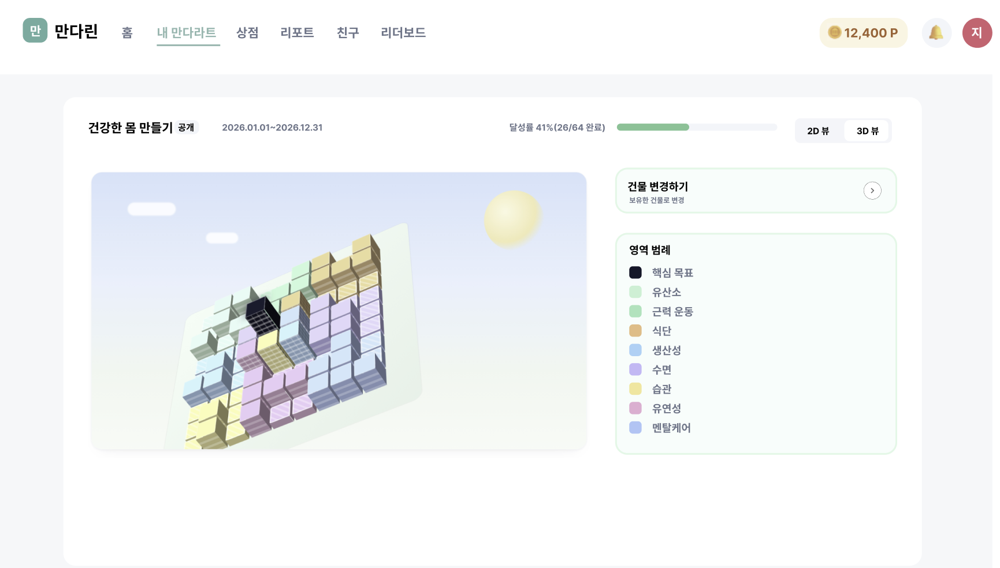 만 만다린 홈 내 만다라트 상점 리포트 친구 리더보드 12,400 P 지
건강한 몸 만들기 공개 2026.01.01~2026.12.31 달성률 41%(26/64 완료) 2D 뷰 3D 뷰
건물 변경하기
보유한 건물로 변경
영역 범례
핵심 목표
유산소
근력 운동
식단
생산성
수면
습관
유연성
멘탈케어